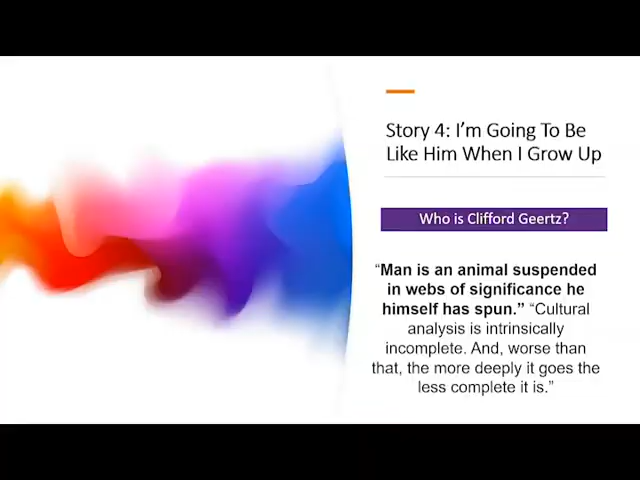 Story 4: I'm Going To Be
Like Him When I Grow Up
Who is Clifford Geertz?
“Man is an animal suspended
in webs of significance he
himself has spun.” “Cultural
analysis is intrinsically
incomplete. And, worse than
that, the more deeply it goes the
less complete it is.”